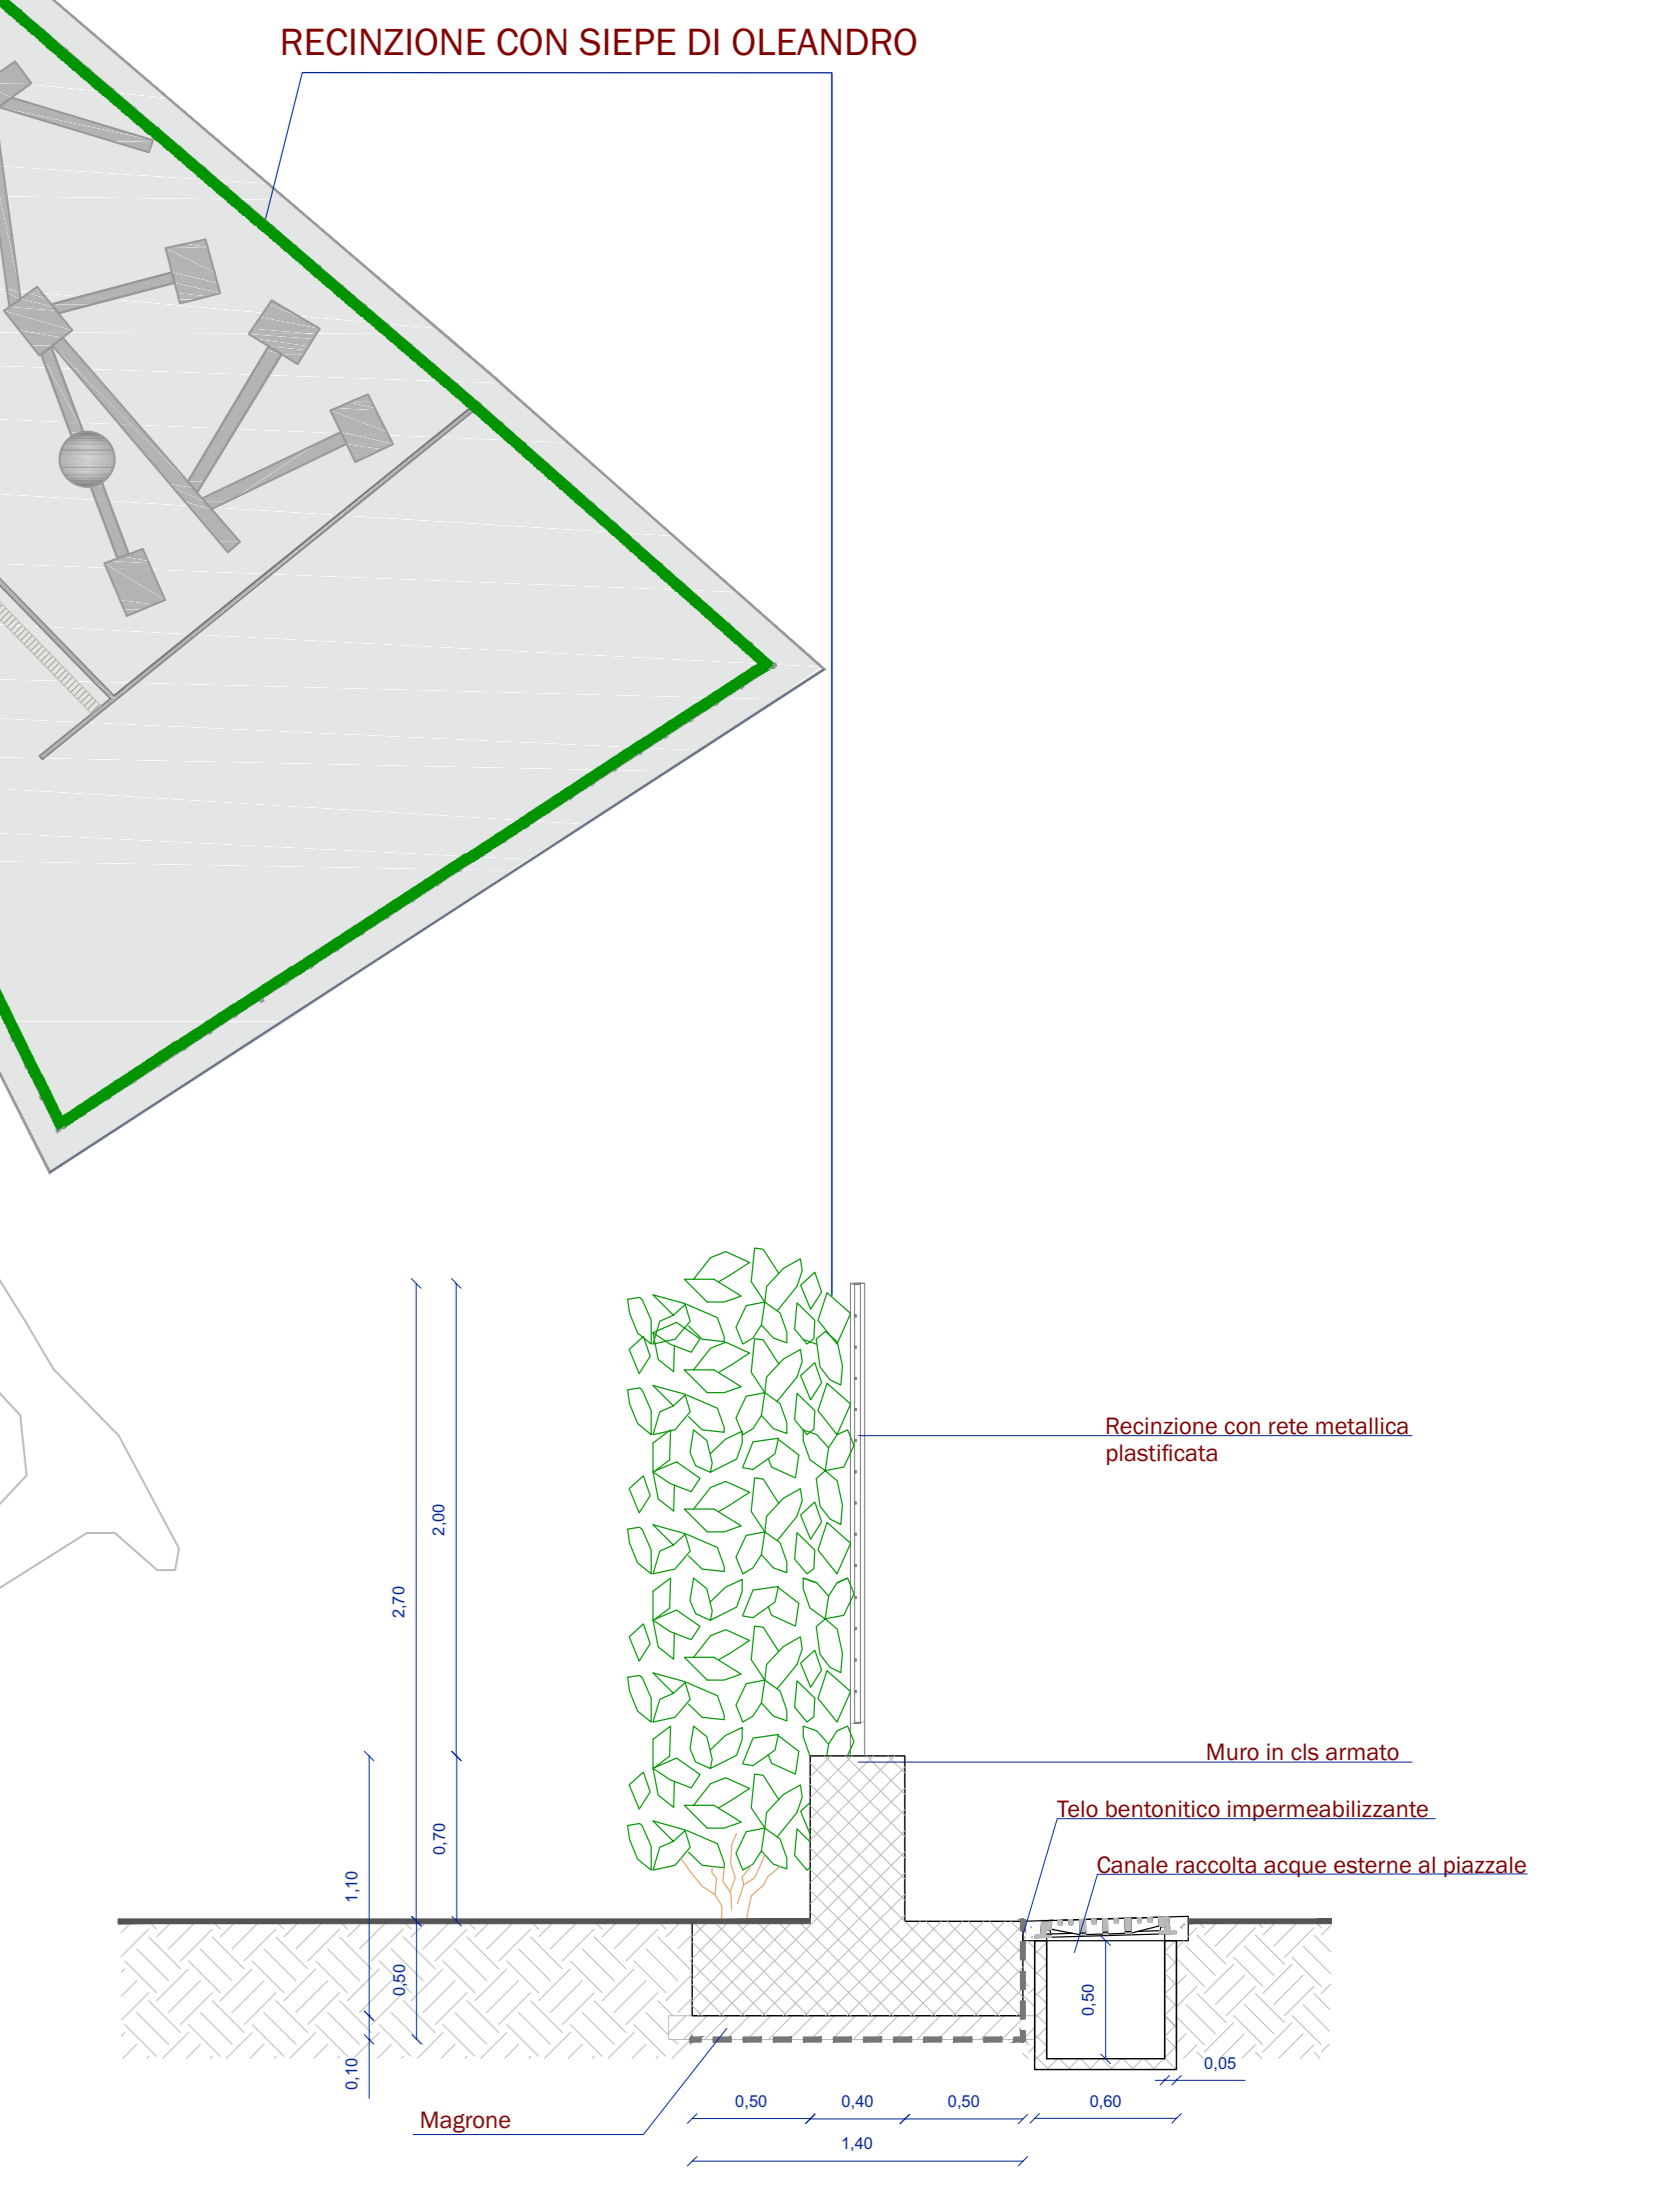 RECINZIONE CON SIEPE DI OLEANDRO
Recinzione con rete metallica
plastificata
2,00
2,70
Muro in cls armato
Telo bentonitico impermeabilizzante
0,70
Canale raccolta acque esterne al piazzale
1,10
0,50
0,50
0,10
0,05
0,50
0,40
0,50
0,60
Magrone
1,40